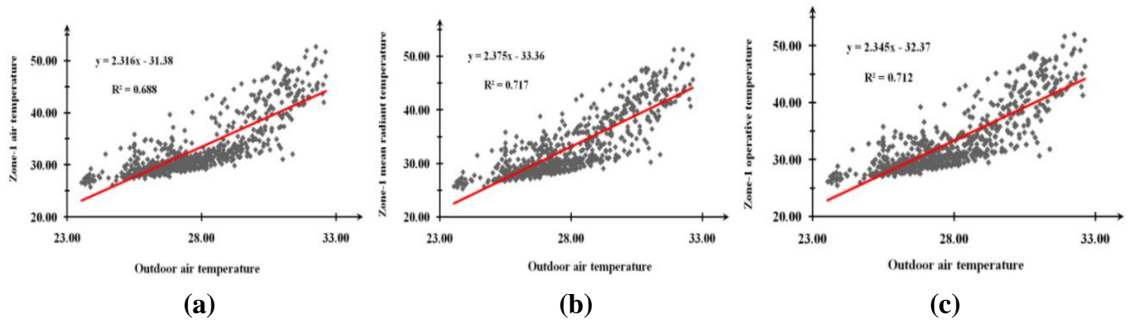 Zone-1 air temperature
50.00
40.00
30.00
20.00
y = 2.316x - 31.38
R² = 0.688
23.00 28.00 33.00
Outdoor air temperature
(a)
Zone-1 mean radiant temperature
50.00
40.00
30.00
20.00
y = 2.375x - 33.36
R² = 0.717
23.00 28.00 33.00
Outdoor air temperature
(b)
Zone-1 operative temperature
50.00
40.00
30.00
20.00
y = 2.345x - 32.37
R² = 0.712
23.00 28.00 33.00
Outdoor air temperature
(c)